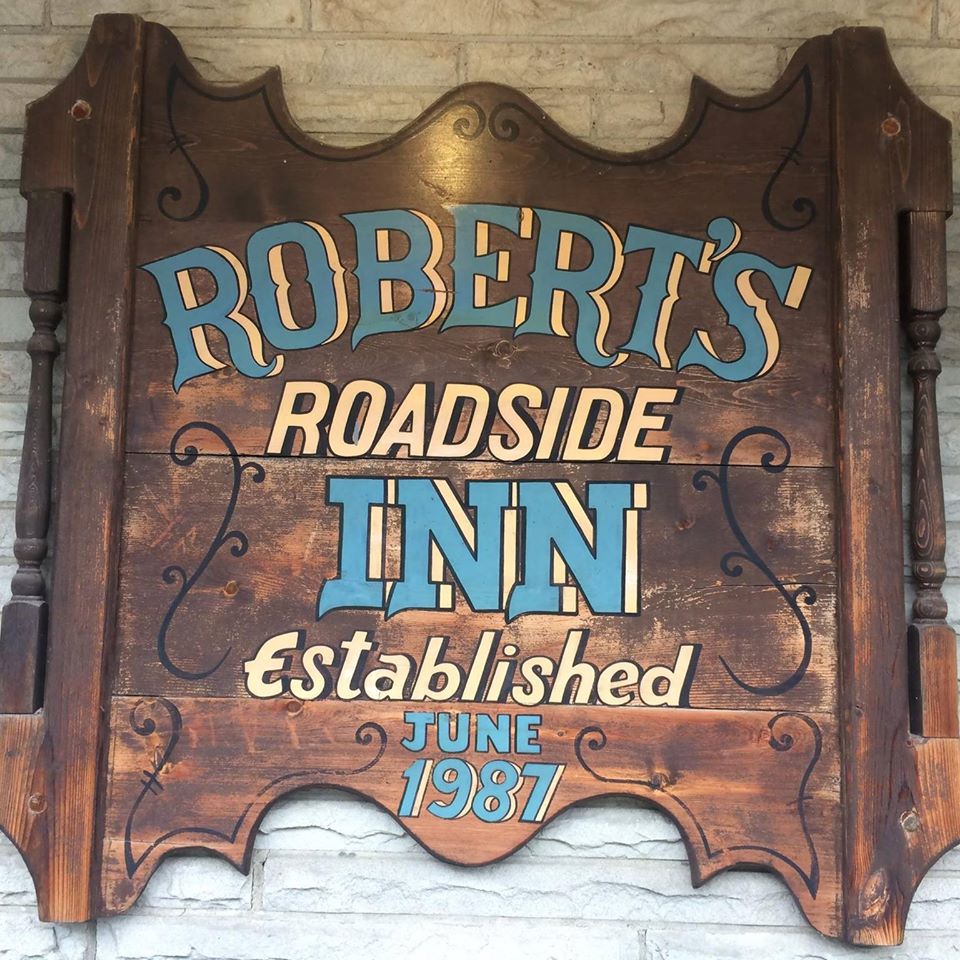 ROBERT'S
ROADSIDE
INN
Established
JUNE
1987